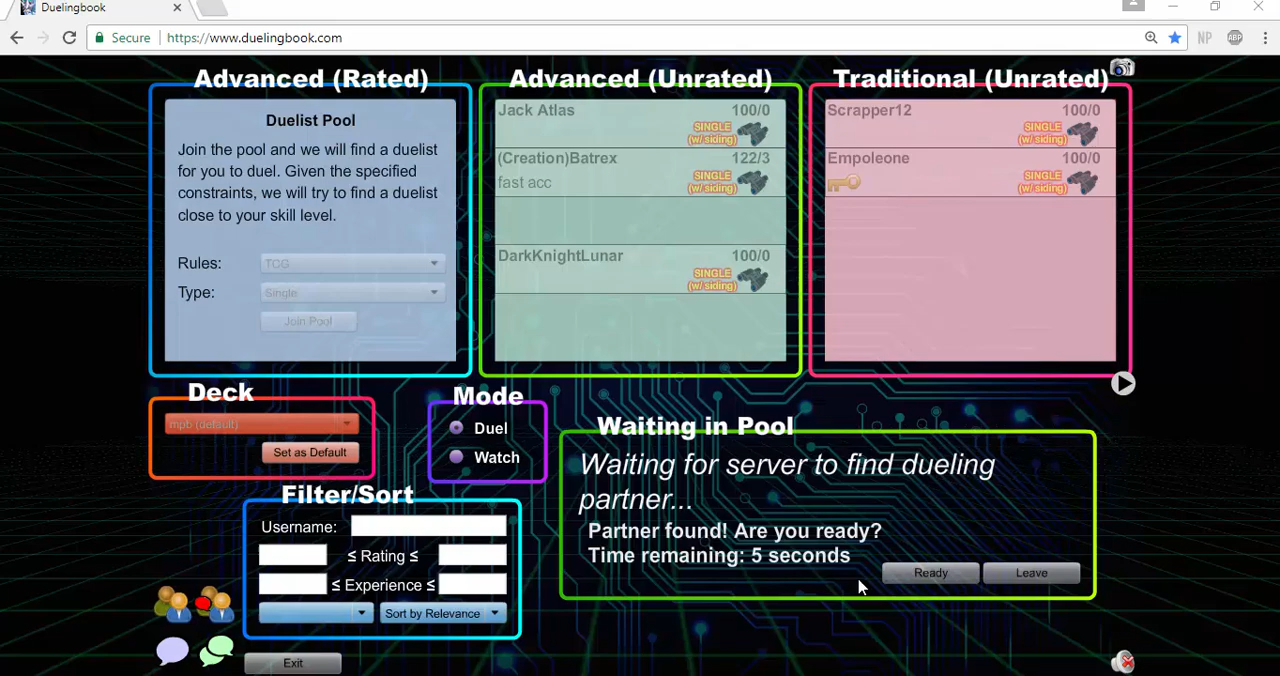 Duelingbook
Secure https://www.duelingbook.com
NP
ABP
Advanced (Rated)
Duelist Pool
Join the pool and we will find a duelist
for you to duel. Given the specified
constraints, we will try to find a duelist
close to your skill level.
Rules: TCG
Type: Single
Join Pool
Advanced (Unrated)
Jack Atlas 100/0
SINGLE
(w/ siding)
(Creation)Batrex 122/3
fast acc SINGLE
(w/ siding)
DarkKnightLunar 100/0
SINGLE
(w/ siding)
Traditional (Unrated)
Scrapper12 100/0
SINGLE
(w/ siding)
Empoleone 100/0
SINGLE
(w/ siding)
Deck
mpb (default)
Set as Default
Mode
Duel
Watch
Filter/Sort
Username:
≤ Rating ≤
≤ Experience ≤
Sort by Relevance
Exit
Waiting in Pool
Waiting for server to find dueling
partner...
Partner found! Are you ready?
Time remaining: 5 seconds
Ready Leave